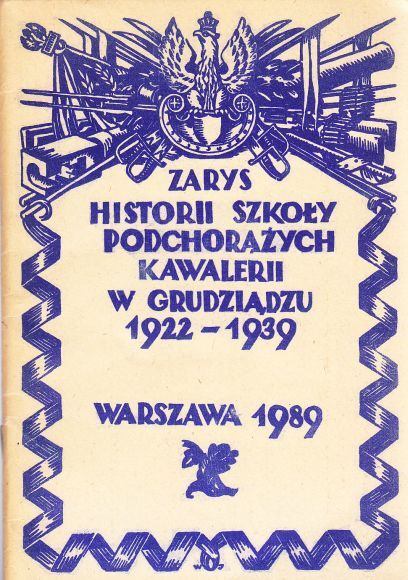 ZARYS
HISTORII SZKOŁY
PODCHORĄŻYCH
KAWALERII
W GRUDZIĄDZU
1922-1939
WARSZAWA 1989